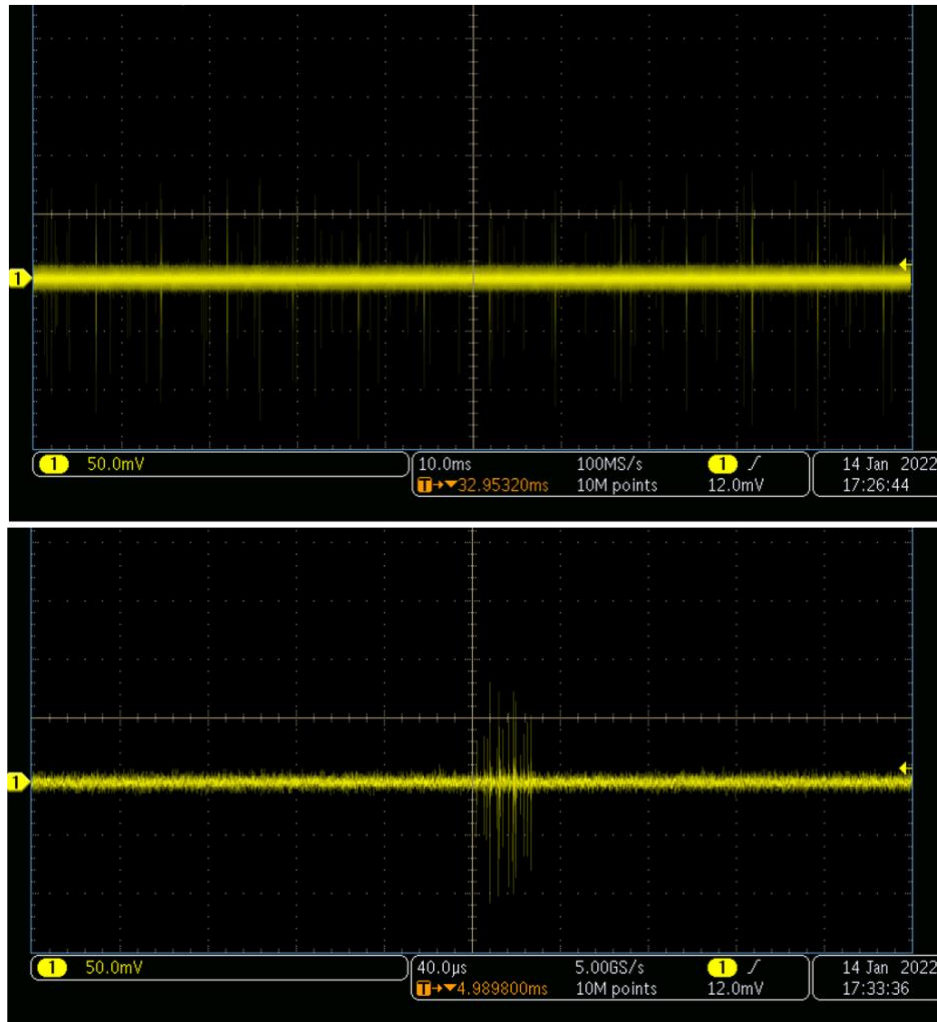 1
1 50.0mV
10.0ms 100MS/s 1 ∫ 14 Jan 2022
T→▼32.95320ms 10M points 12.0mV 17:26:44
1
1 50.0mV
40.0µs 5.00GS/s 1 ∫ 14 Jan 2022
T→▼4.989800ms 10M points 12.0mV 17:33:36